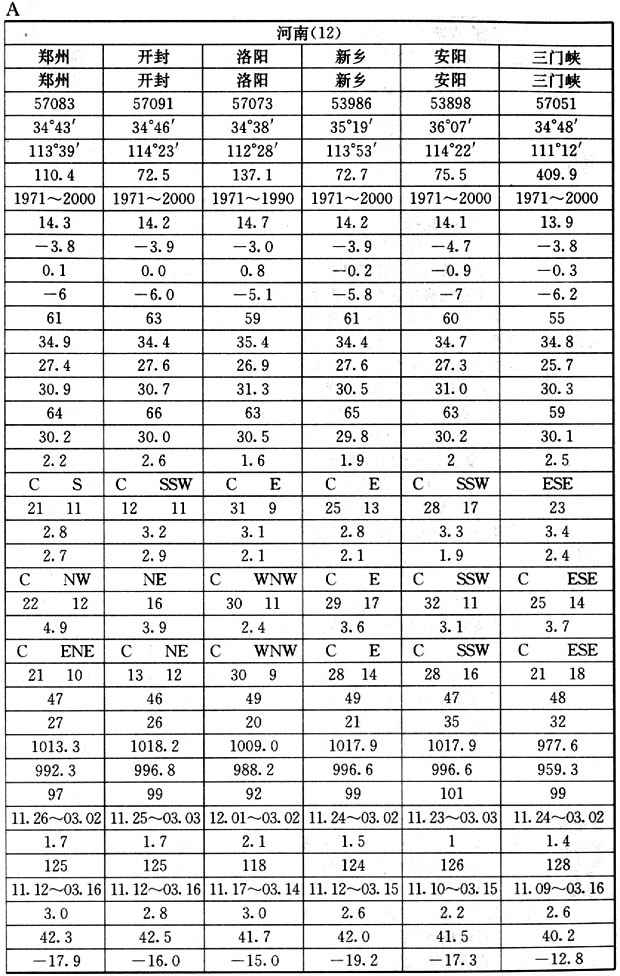 A
河南(12)
郑州 开封 洛阳 新乡 安阳 三门峡
郑州 开封 洛阳 新乡 安阳 三门峡
57083 57091 57073 53986 53898 57051
34°43′ 34°46′ 34°38′ 35°19′ 36°07′ 34°48′
113°39′ 114°23′ 112°28′ 113°53′ 114°22′ 111°12′
110.4 72.5 137.1 72.7 75.5 409.9
1971～2000 1971～2000 1971～1990 1971～2000 1971～2000 1971～2000
14.3 14.2 14.7 14.2 14.1 13.9
－3.8 －3.9 －3.0 －3.9 －4.7 －3.8
0.1 0.0 0.8 －0.2 －0.9 －0.3
－6 －6.0 －5.1 －5.8 －7 －6.2
61 63 59 61 60 55
34.9 34.4 35.4 34.4 34.7 34.8
27.4 27.6 26.9 27.6 27.3 25.7
30.9 30.7 31.3 30.5 31.0 30.3
64 66 63 65 63 59
30.2 30.0 30.5 29.8 30.2 30.1
2.2 2.6 1.6 1.9 2 2.5
C S C SSW C E C E C SSW ESE
21 11 12 11 31 9 25 13 28 17 23
2.8 3.2 3.1 2.8 3.3 3.4
2.7 2.9 2.1 2.1 1.9 2.4
C NW NE C WNW C E C SSW C ESE
22 12 16 30 11 29 17 32 11 25 14
4.9 3.9 2.4 3.6 3.1 3.7
C ENE C NE C WNW C E C SSW C ESE
21 10 13 12 30 9 28 14 28 16 21 18
47 46 49 49 47 48
27 26 20 21 35 32
1013.3 1018.2 1009.0 1017.9 1017.9 977.6
992.3 996.8 988.2 996.6 996.6 959.3
97 99 92 99 101 99
11.26～03.02 11.25～03.03 12.01～03.02 11.24～03.02 11.23～03.03 11.24～03.02
1.7 1.7 2.1 1.5 1 1.4
125 125 118 124 126 128
11.12～03.16 11.12～03.16 11.17～03.14 11.12～03.15 11.10～03.15 11.09～03.16
3.0 2.8 3.0 2.6 2.2 2.6
42.3 42.5 41.7 42.0 41.5 40.2
－17.9 －16.0 －15.0 －19.2 －17.3 －12.8